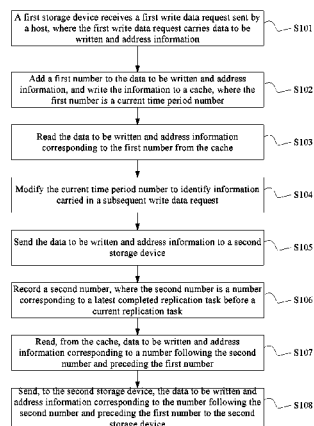 A first storage device receives a first write data request sent by
a host, where the first write data request carries data to be
written and address information
S101
Add a first number to the data to be written and address
information, and write the information to a cache, where the
first number is a current time period number
S102
Read the data to be written and address information
corresponding to the first number from the cache
S103
Modify the current time period number to identify information
carried in a subsequent write data request
S104
Send the data to be written and address information to a second
storage device
S105
Record a second number, where the second number is a number
corresponding to a latest completed replication task before a
current replication task
S106
Read, from the cache, data to be written and address
information corresponding to a number following the
second number and preceding the first number
S107
Send, to the second storage device, the data to be written and
address information corresponding to the number following the
second number and preceding the first number to the second
storage device
S108